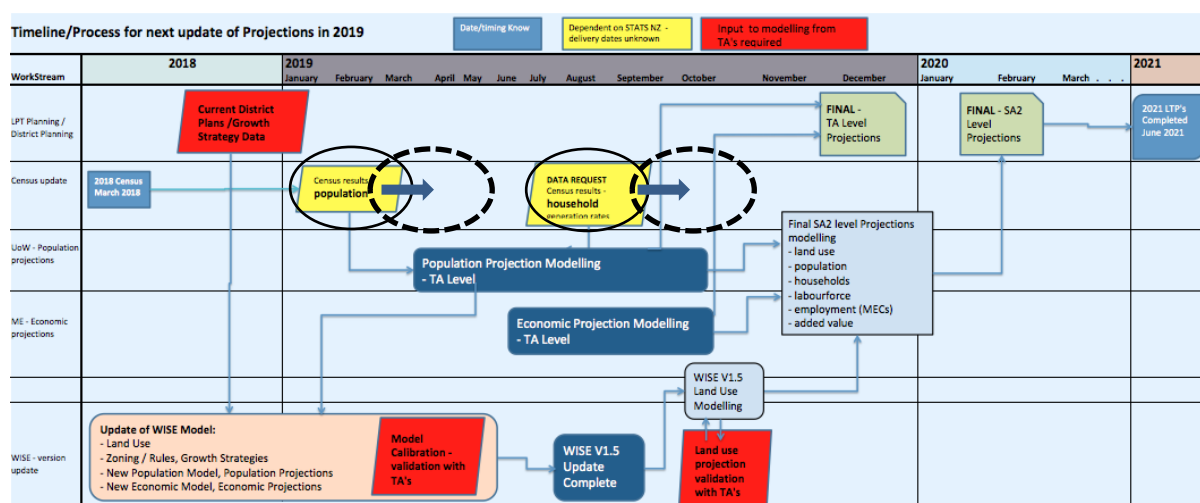 Timeline/Process for next update of Projections in 2019
Date/timing Know
Dependent on STATS NZ -
delivery dates unknown
Input to modelling from
TA's required
2018
2019
2020
2021
WorkStream
January February March April May June July August September October November December
January February March . . .
LPT Planning /
District Planning
Current District
Plans /Growth
Strategy Data
FINAL -
TA Level
Projections
FINAL - SA2
Level
Projections
2021 LTP's
Completed
June 2021
Census update
2018 Census
March 2018
Census results
population
DATA REQUEST
Census results -
household
generation rates
UoW - Population
projections
Population Projection Modelling
- TA Level
Final SA2 level Projections
modelling
- land use
- population
- households
- labourforce
- employment (MECs)
- added value
ME - Economic
projections
Economic Projection Modelling
- TA Level
WISE V1.5
Land Use
Modelling
WISE - version
update
Update of WISE Model:
- Land Use
- Zoning / Rules, Growth Strategies
- New Population Model, Population Projections
- New Economic Model, Economic Projections
Model
Calibration -
validation with
TA's
WISE V1.5
Update
Complete
Land use
projection
validation
with TA's